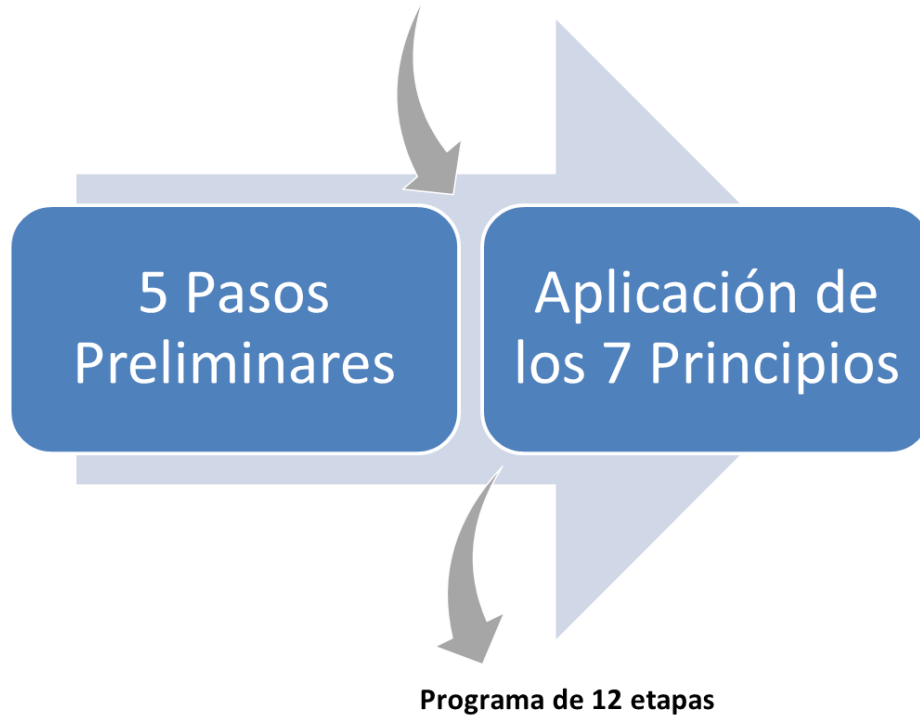 5 Pasos
Preliminares
Aplicación de
los 7 Principios
Programa de 12 etapas